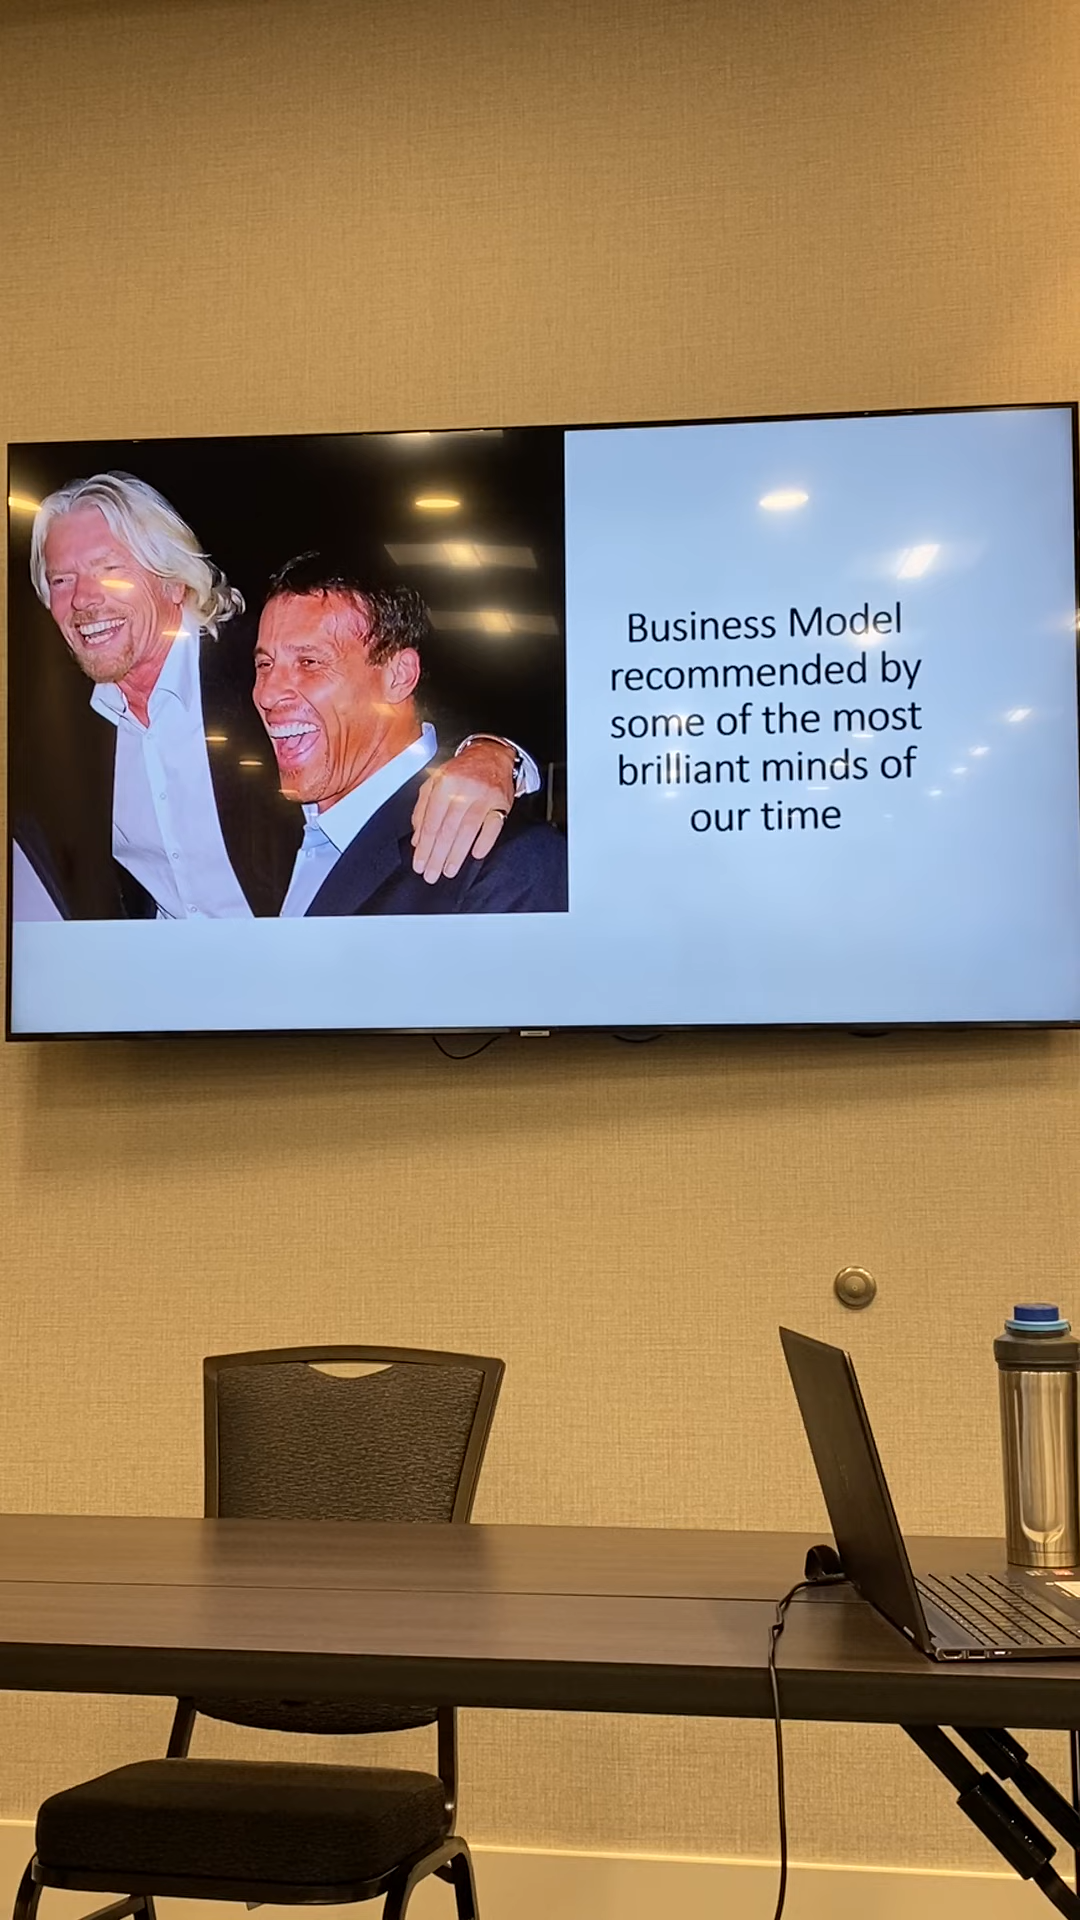 Business Model
recommended by
some of the most
brilliant minds of
our time